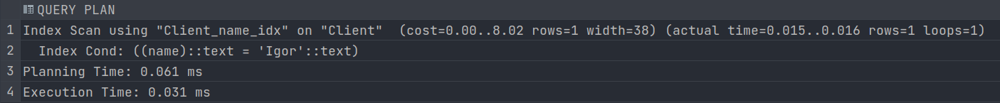 QUERY PLAN
1 Index Scan using "Client_name_idx" on "Client"  (cost=0.00..8.02 rows=1 width=38) (actual time=0.015..0.016 rows=1 loops=1)
2   Index Cond: ((name)::text = 'Igor'::text)
3 Planning Time: 0.061 ms
4 Execution Time: 0.031 ms